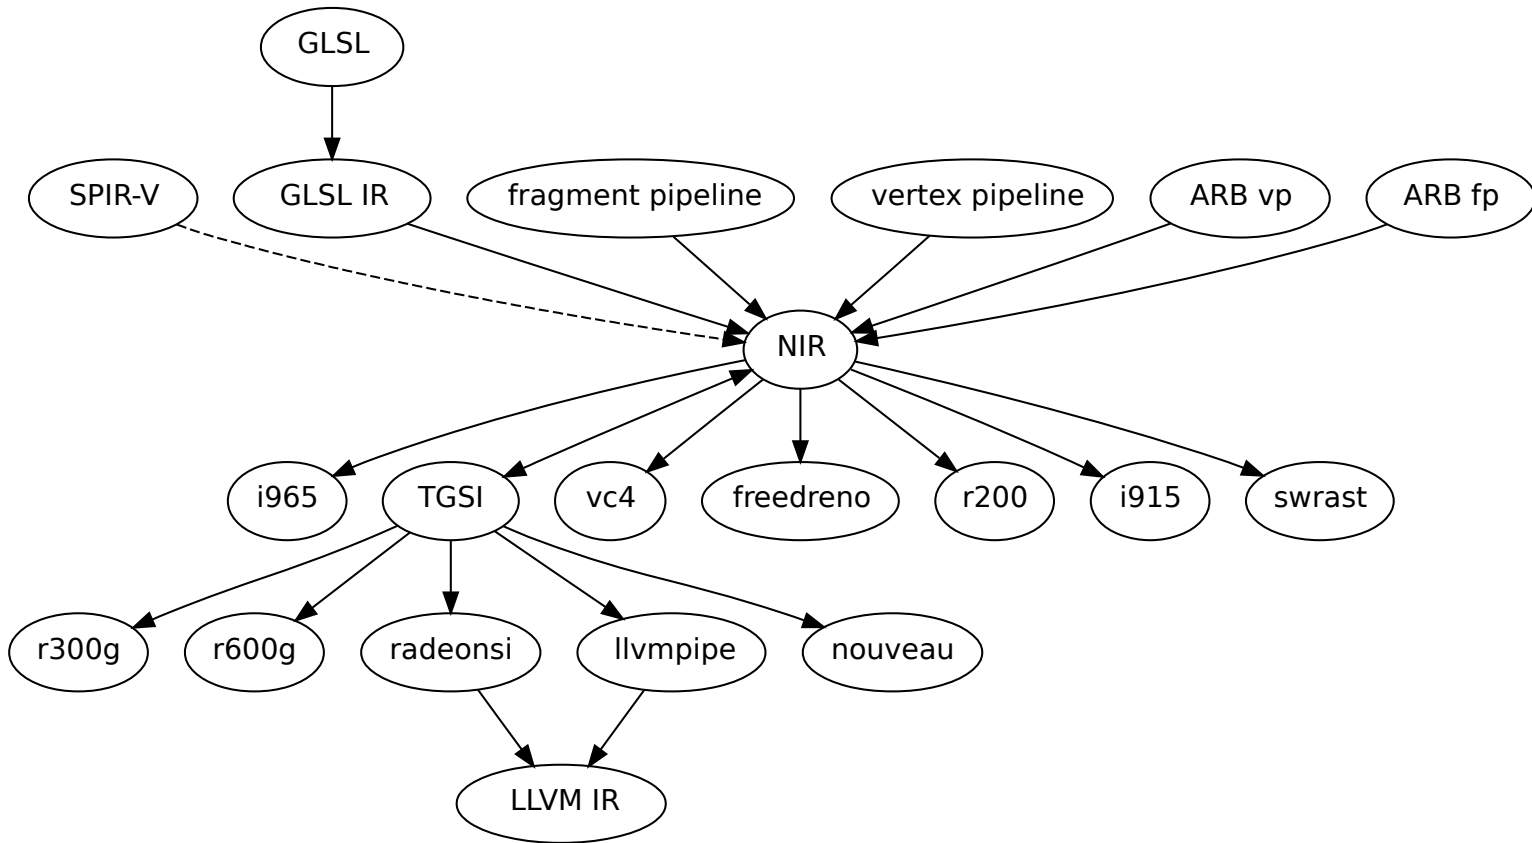 GLSL
SPIR-V
GLSL IR
fragment pipeline
vertex pipeline
ARB vp
ARB fp
NIR
i965
TGSI
vc4
freedreno
r200
i915
swrast
r300g
r600g
radeonsi
llvmpipe
nouveau
LLVM IR